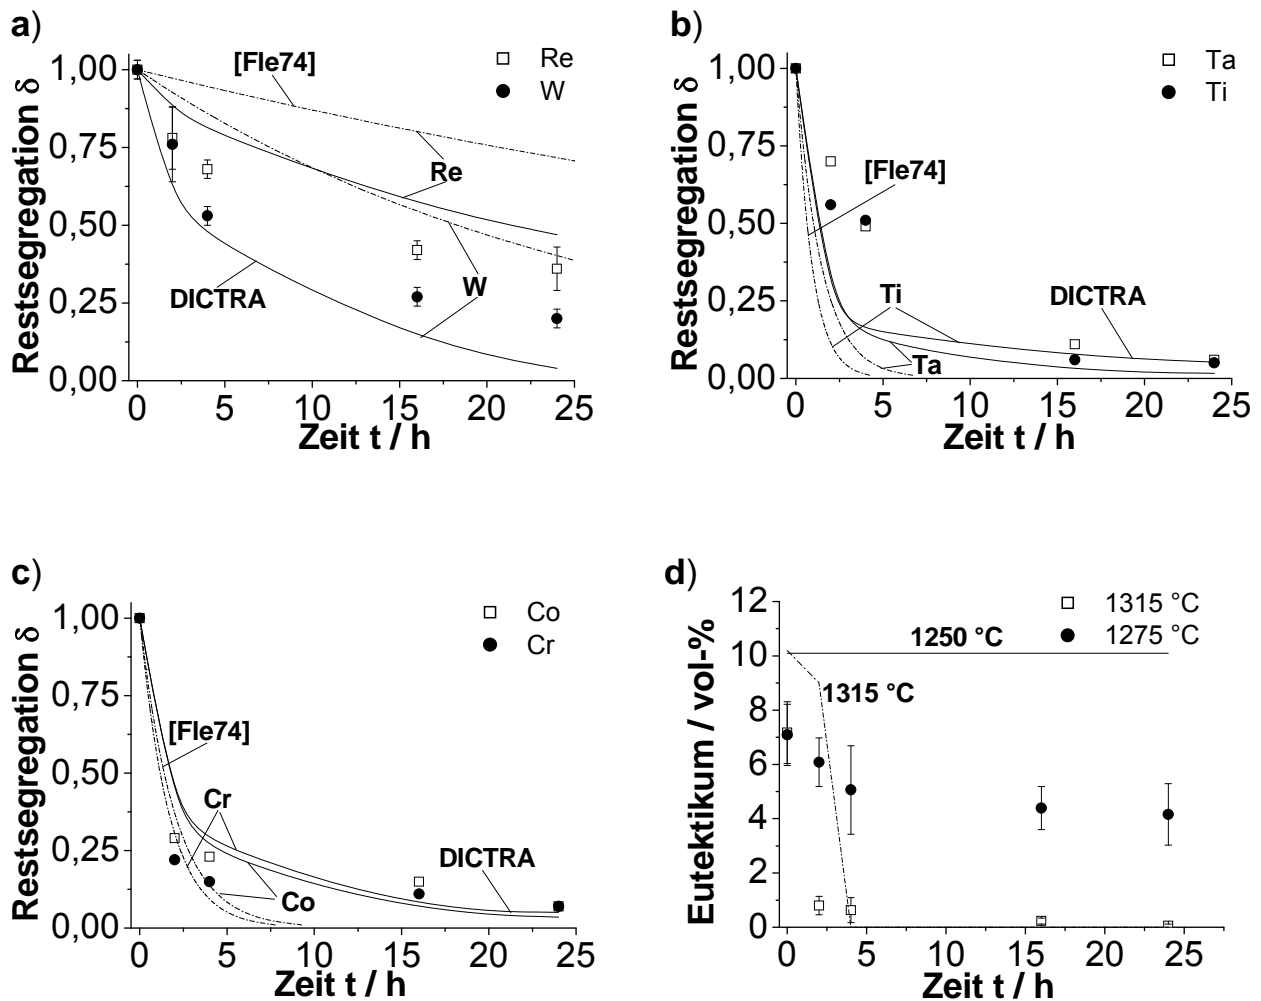 a)
[Fle74]
Re
W
1,00
0,75
0,50
0,25
0,00
Restsegregation δ
Re
W
DICTRA
0 5 10 15 20 25
Zeit t / h
b)
Ta
Ti
1,00
0,75
0,50
0,25
0,00
Restsegregation δ
[Fle74]
Ti
DICTRA
Ta
0 5 10 15 20 25
Zeit t / h
c)
Co
Cr
1,00
0,75
0,50
0,25
0,00
Restsegregation δ
[Fle74]
Cr
DICTRA
Co
0 5 10 15 20 25
Zeit t / h
d)
1315 °C
1275 °C
12
10
8
6
4
2
0
Eutektikum / vol-%
1250 °C
1315 °C
0 5 10 15 20 25
Zeit t / h